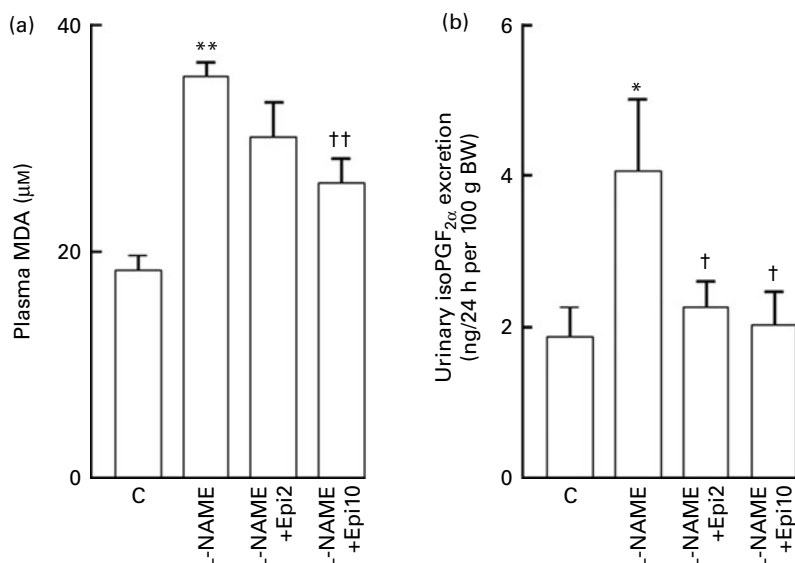 (a)
40
20
0
Plasma MDA (µM)
**
††
C
-NAME
-NAME
+Epi2
-NAME
+Epi10
(b)
6
4
2
0
Urinary isoPGF2α excretion
(ng/24 h per 100 g BW)
*
†
†
C
-NAME
-NAME
+Epi2
-NAME
+Epi10